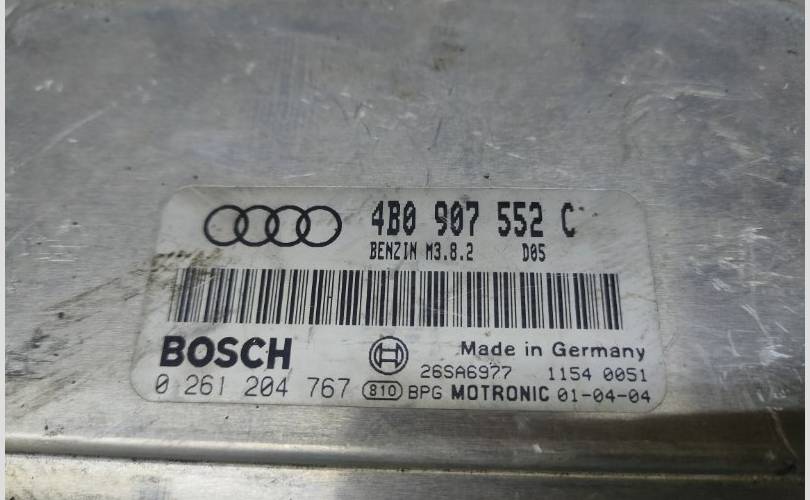 4B0 907 552 C
BENZIN M3.8.2 D05
BOSCH
Made in Germany
26SA6977 1154 0051
0 261 204 767 810 BPG MOTRONIC 01-04-04